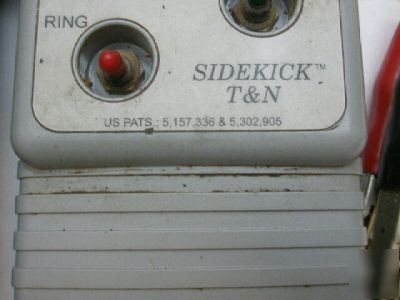 RING
SIDEKICK™
T&N
US PATS.: 5,157,336 & 5,302,905